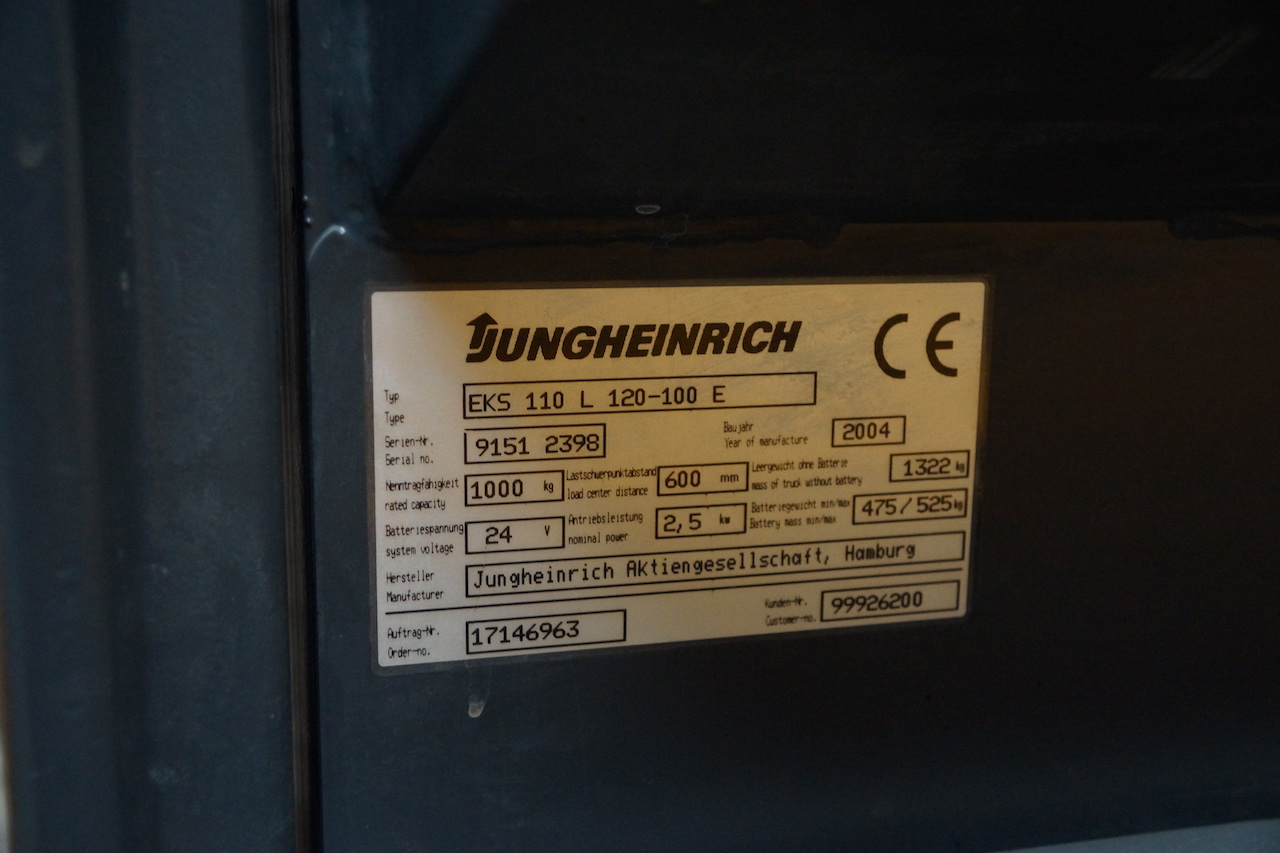 JUNGHEINRICH CE
Typ
Type
EKS 110 L 120-100 E
Serien-Nr.
Serial no.
9151 2398
Baujahr
Year of manufacture
2004
Nenntragfähigkeit
rated capacity
1000 kg
Lastschwerpunktabstand
load center distance
600 mm
Leergewicht ohne Batterie
mass of truck without battery
1322 kg
Batteriespannung
system voltage
24 V
Antriebsleistung
nominal power
2,5 kw
Batteriegewicht min/max
Battery mass min/max
475/525 kg
Hersteller
Manufacturer
Jungheinrich AKtiengesellschaft, Hamburg
Auftrag-Nr.
Order-no.
17146963
Kunden-Nr.
Customer-no.
99926200